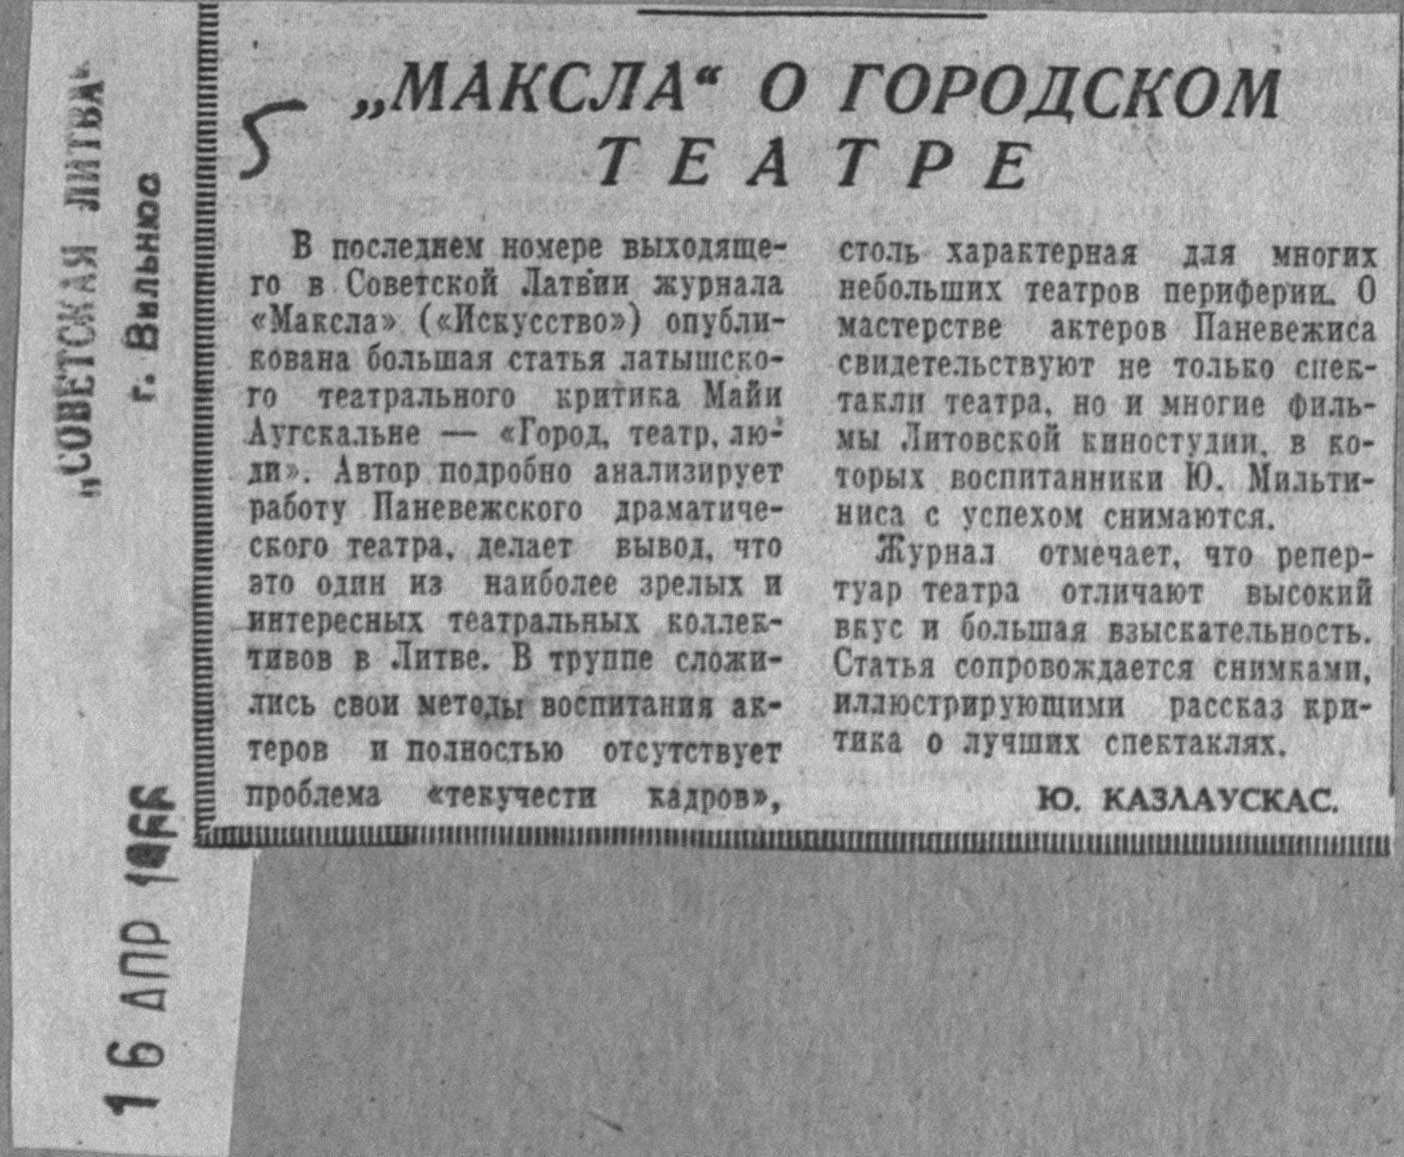 „СОВЕТСКАЯ ЛИТВА"
г. Вильнюс
16 АПР 1966
5
„МАКСЛА“ О ГОРОДСКОМ
ТЕАТРЕ
В последнем номере выходяще-
го в Советской Латвии журнала
«Максла» («Искусство») опубли-
кована большая статья латышско-
го театрального критика Майи
Аугскальне — «Город, театр, лю-
ди». Автор подробно анализирует
работу Паневежского драматиче-
ского театра, делает вывод, что
это один из наиболее зрелых и
интересных театральных коллек-
тивов в Литве. В труппе сложи-
лись свои методы воспитания ак-
теров и полностью отсутствует
проблема «текучести кадров»,
столь характерная для многих
небольших театров периферии. О
мастерстве актеров Паневежиса
свидетельствуют не только спек-
такли театра, но и многие филь-
мы Литовской киностудии, в ко-
торых воспитанники Ю. Мильти-
ниса с успехом снимаются.
Журнал отмечает, что репер-
туар театра отличают высокий
вкус и большая взыскательность.
Статья сопровождается снимками,
иллюстрирующими рассказ кри-
тика о лучших спектаклях.
Ю. КАЗЛАУСКАС.